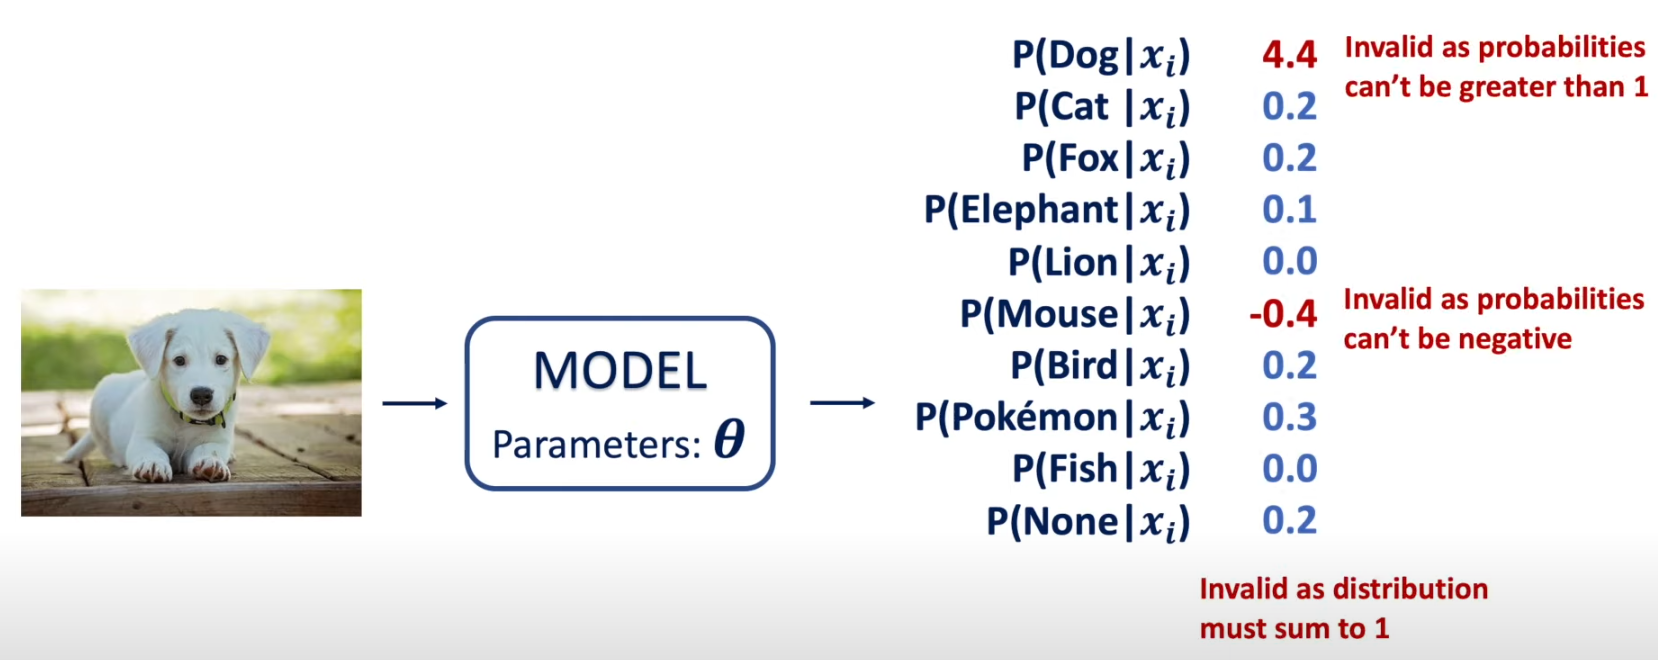 P(Dog|xᵢ) 4.4 Invalid as probabilities
can't be greater than 1
P(Cat |xᵢ) 0.2
P(Fox|xᵢ) 0.2
P(Elephant|xᵢ) 0.1
P(Lion|xᵢ) 0.0
P(Mouse|xᵢ) -0.4 Invalid as probabilities
can't be negative
P(Bird|xᵢ) 0.2
P(Pokémon|xᵢ) 0.3
P(Fish|xᵢ) 0.0
P(None|xᵢ) 0.2
MODEL
Parameters: θ
Invalid as distribution
must sum to 1